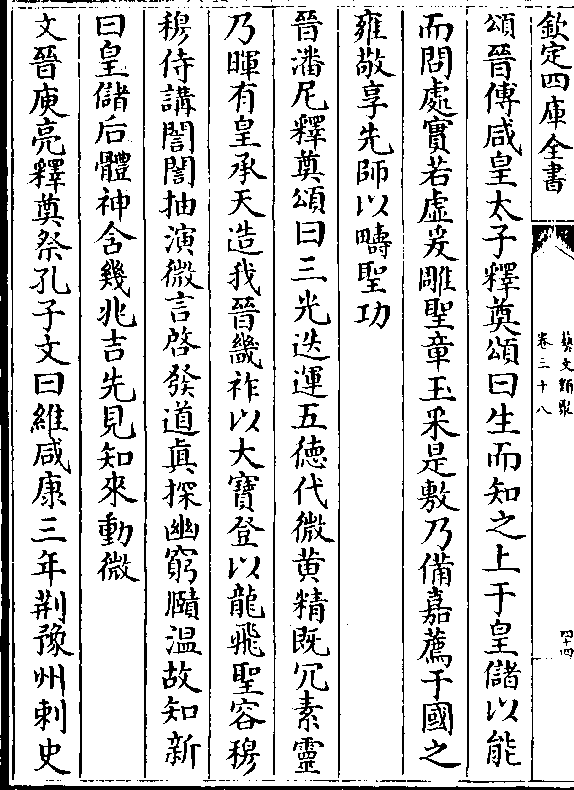 欽定四庫全書
藝文類聚
卷三十八
四十四
頌晉傅咸皇太子釋奠頌曰生而知之上于皇儲以能
而問處實若虛爰雕聖章玉采是敷乃備嘉薦于國之
雍敬享先師以疇聖功
晉潘尼釋奠頌曰三光迭運五徳代微黄精既冗素靈
乃暉有皇承天造我晉畿祚以大寶登以龍飛聖容穆
穆侍講誾誾抽演微言啓發道真探幽窮賾温故知新
曰皇儲后體神含幾兆吉先見知來動微
文晉庾亮釋奠祭孔子文曰維咸康三年荆豫州刺史